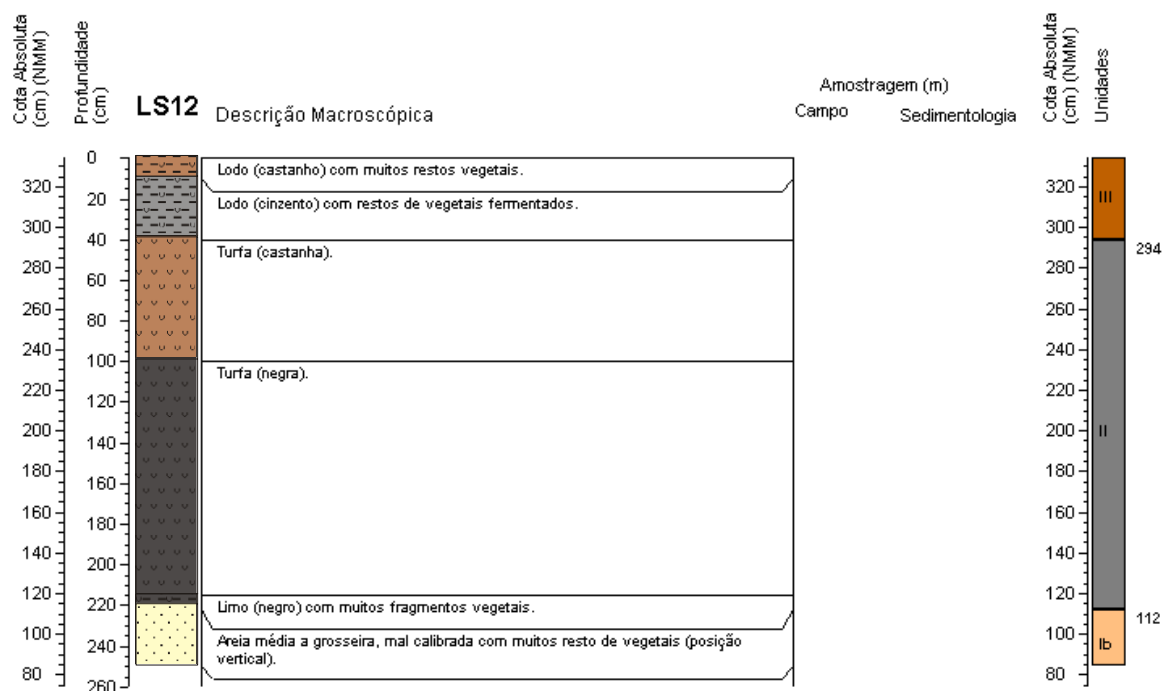 Cota Absoluta
(cm) (NMM)
Profundidade
(cm)
LS12
Descrição Macroscópica
Amostragem (m)
Campo
Sedimentologia
Cota Absoluta
(cm) (NMM)
Unidades
0
20
40
60
80
100
120
140
160
180
200
220
240
260
320
300
280
260
240
220
200
180
160
140
120
100
80
Lodo (castanho) com muitos restos vegetais.
Lodo (cinzento) com restos de vegetais fermentados.
Turfa (castanha).
Turfa (negra).
Limo (negro) com muitos fragmentos vegetais.
Areia média a grosseira, mal calibrada com muitos resto de vegetais (posição
vertical).
320
300
280
260
240
220
200
180
160
140
120
100
80
III
II
Ib
294
112